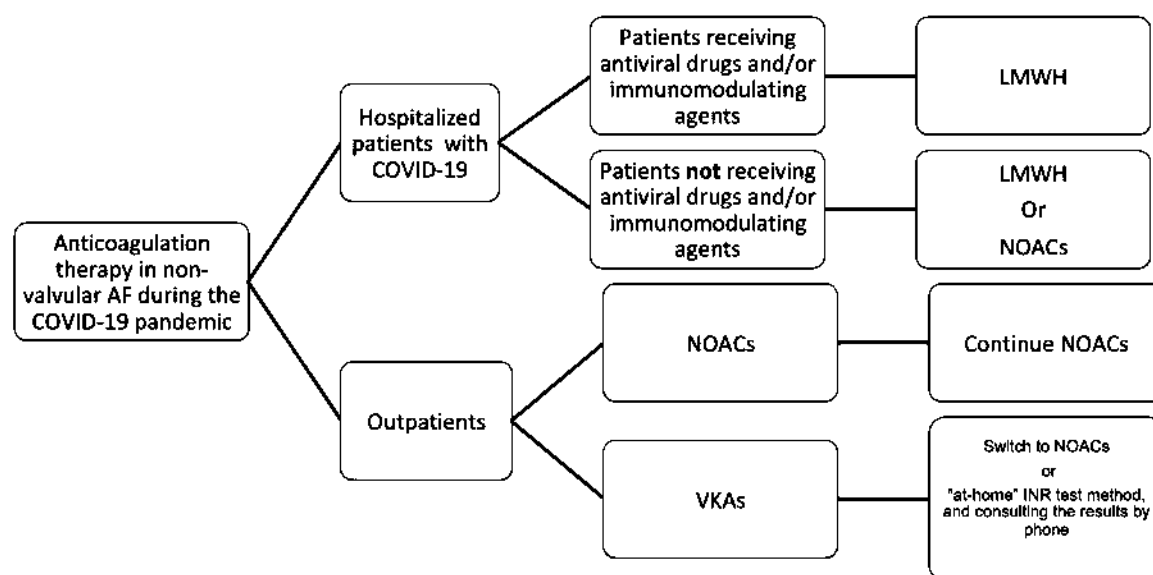 Anticoagulation
therapy in non-
valvular AF during the
COVID-19 pandemic
Hospitalized
patients with
COVID-19
Patients receiving
antiviral drugs and/or
immunomodulating
agents
LMWH
Patients not receiving
antiviral drugs and/or
immunomodulating
agents
LMWH
Or
NOACs
Outpatients
NOACs
Continue NOACs
VKAs
Switch to NOACs
or
"at-home" INR test method,
and consulting the results by
phone